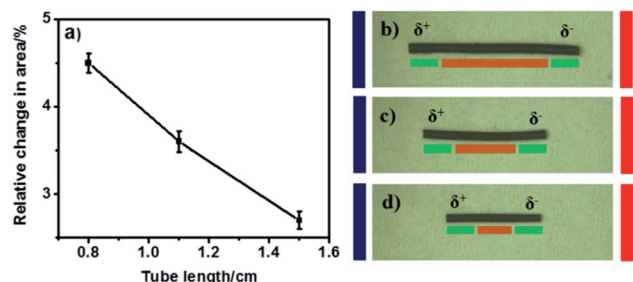 a)
Relative change in area/%
5
4
3
0.8
1.0
1.2
1.4
1.6
Tube length/cm
b)
δ+ δ-
c)
δ+ δ-
d)
δ+ δ-